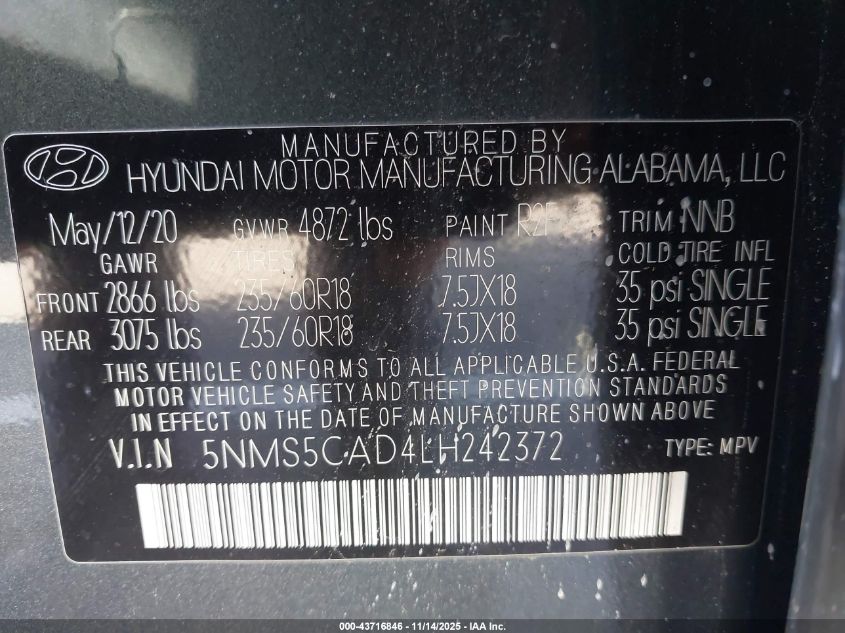 MANUFACTURED BY
HYUNDAI MOTOR MANUFACTURING ALABAMA, LLC
May/12/20 GVWR 4872 lbs PAINT R2F TRIM NNB
GAWR TIRES RIMS COLD TIRE INFL
FRONT 2866 lbs 235/60R18 7.5JX18 35 psi SINGLE
REAR 3075 lbs 235/60R18 7.5JX18 35 psi SINGLE
THIS VEHICLE CONFORMS TO ALL APPLICABLE U.S.A. FEDERAL
MOTOR VEHICLE SAFETY AND THEFT PREVENTION STANDARDS
IN EFFECT ON THE DATE OF MANUFACTURE SHOWN ABOVE.
V.I.N 5NMS5CAD4LH242372 TYPE: MPV
000-43716846 - 11/14/2025 - IAA Inc.